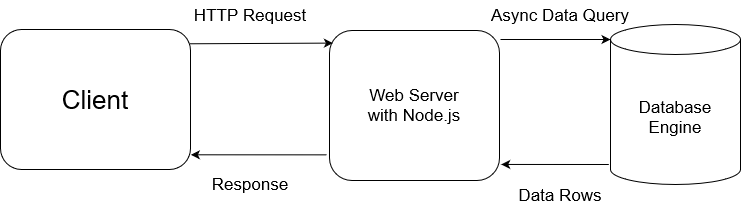 HTTP Request
Async Data Query
Client
Web Server
with Node.js
Database
Engine
Response
Data Rows